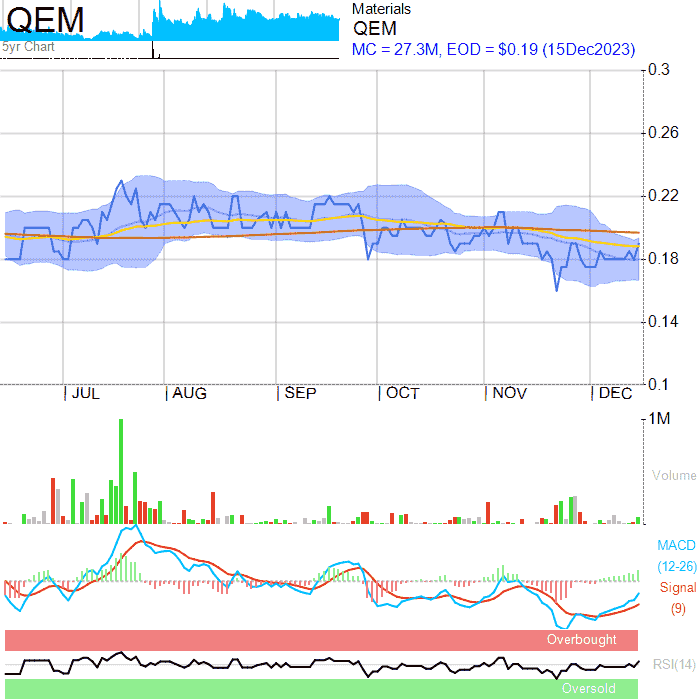 QEM
5yr Chart
Materials
QEM
MC = 27.3M, EOD = $0.19 (15Dec2023)
0.3
0.26
0.22
0.18
0.14
0.1
JUL AUG SEP OCT NOV DEC
1M
Volume
MACD
(12-26)
Signal
(9)
Overbought
RSI(14)
Oversold